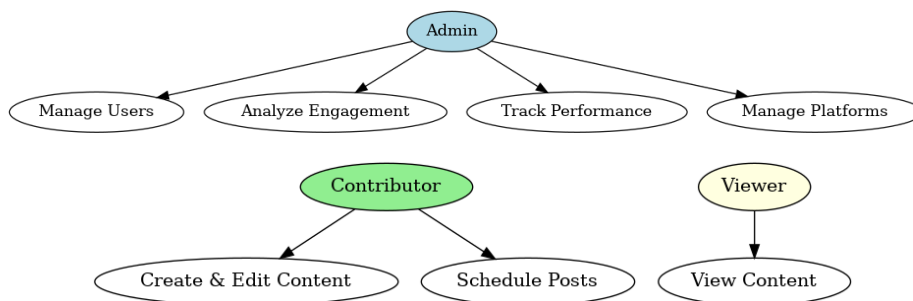 Admin
Manage Users
Analyze Engagement
Track Performance
Manage Platforms
Contributor
Viewer
Create & Edit Content
Schedule Posts
View Content